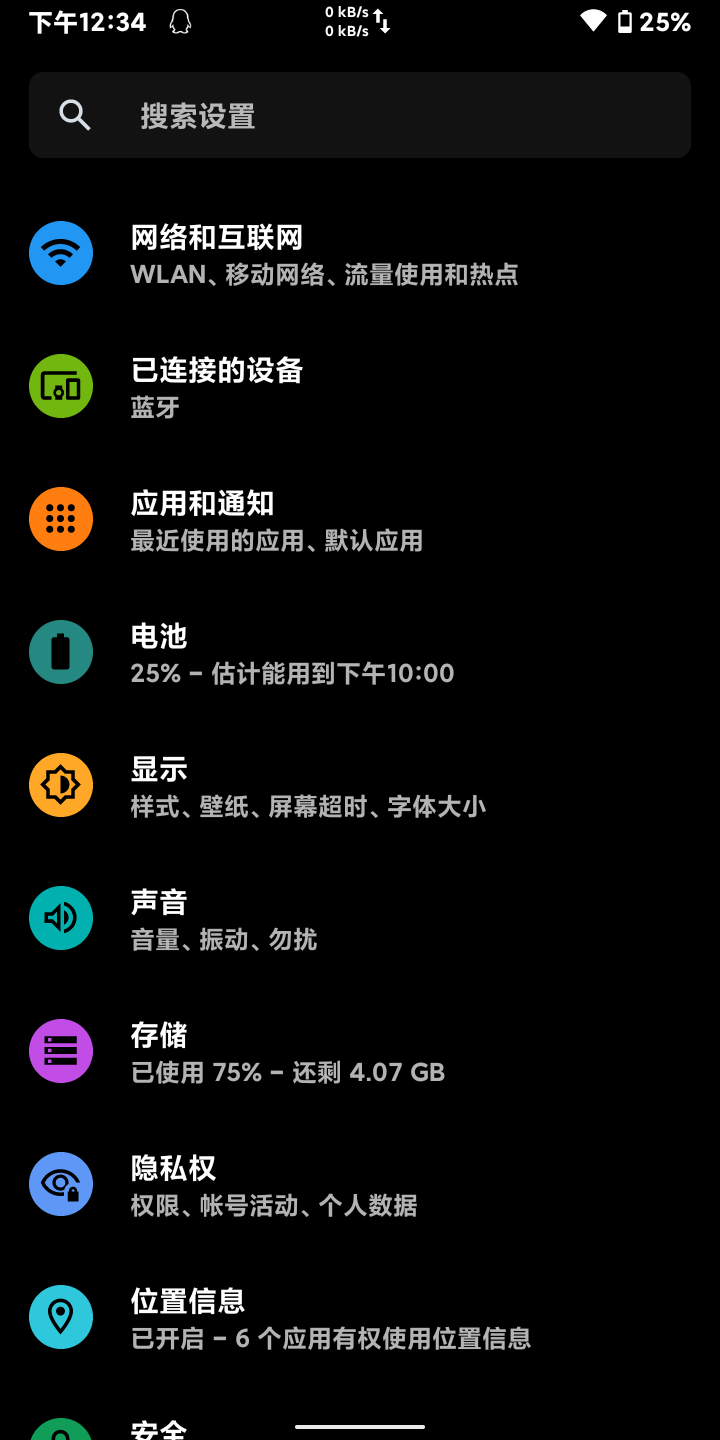 下午12:34
0 kB/s
0 kB/s
25%
搜索设置
网络和互联网
WLAN、移动网络、流量使用和热点
已连接的设备
蓝牙
应用和通知
最近使用的应用、默认应用
电池
25% – 估计能用到下午10:00
显示
样式、壁纸、屏幕超时、字体大小
声音
音量、振动、勿扰
存储
已使用 75% – 还剩 4.07 GB
隐私权
权限、帐号活动、个人数据
位置信息
已开启 – 6 个应用有权使用位置信息
安全